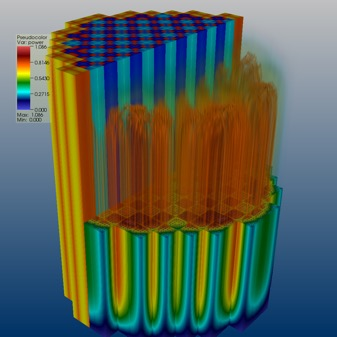 Pseudocolor
Var: power
1.086
0.8146
0.5430
0.2715
0.000
Max: 1.086
Min: 0.000